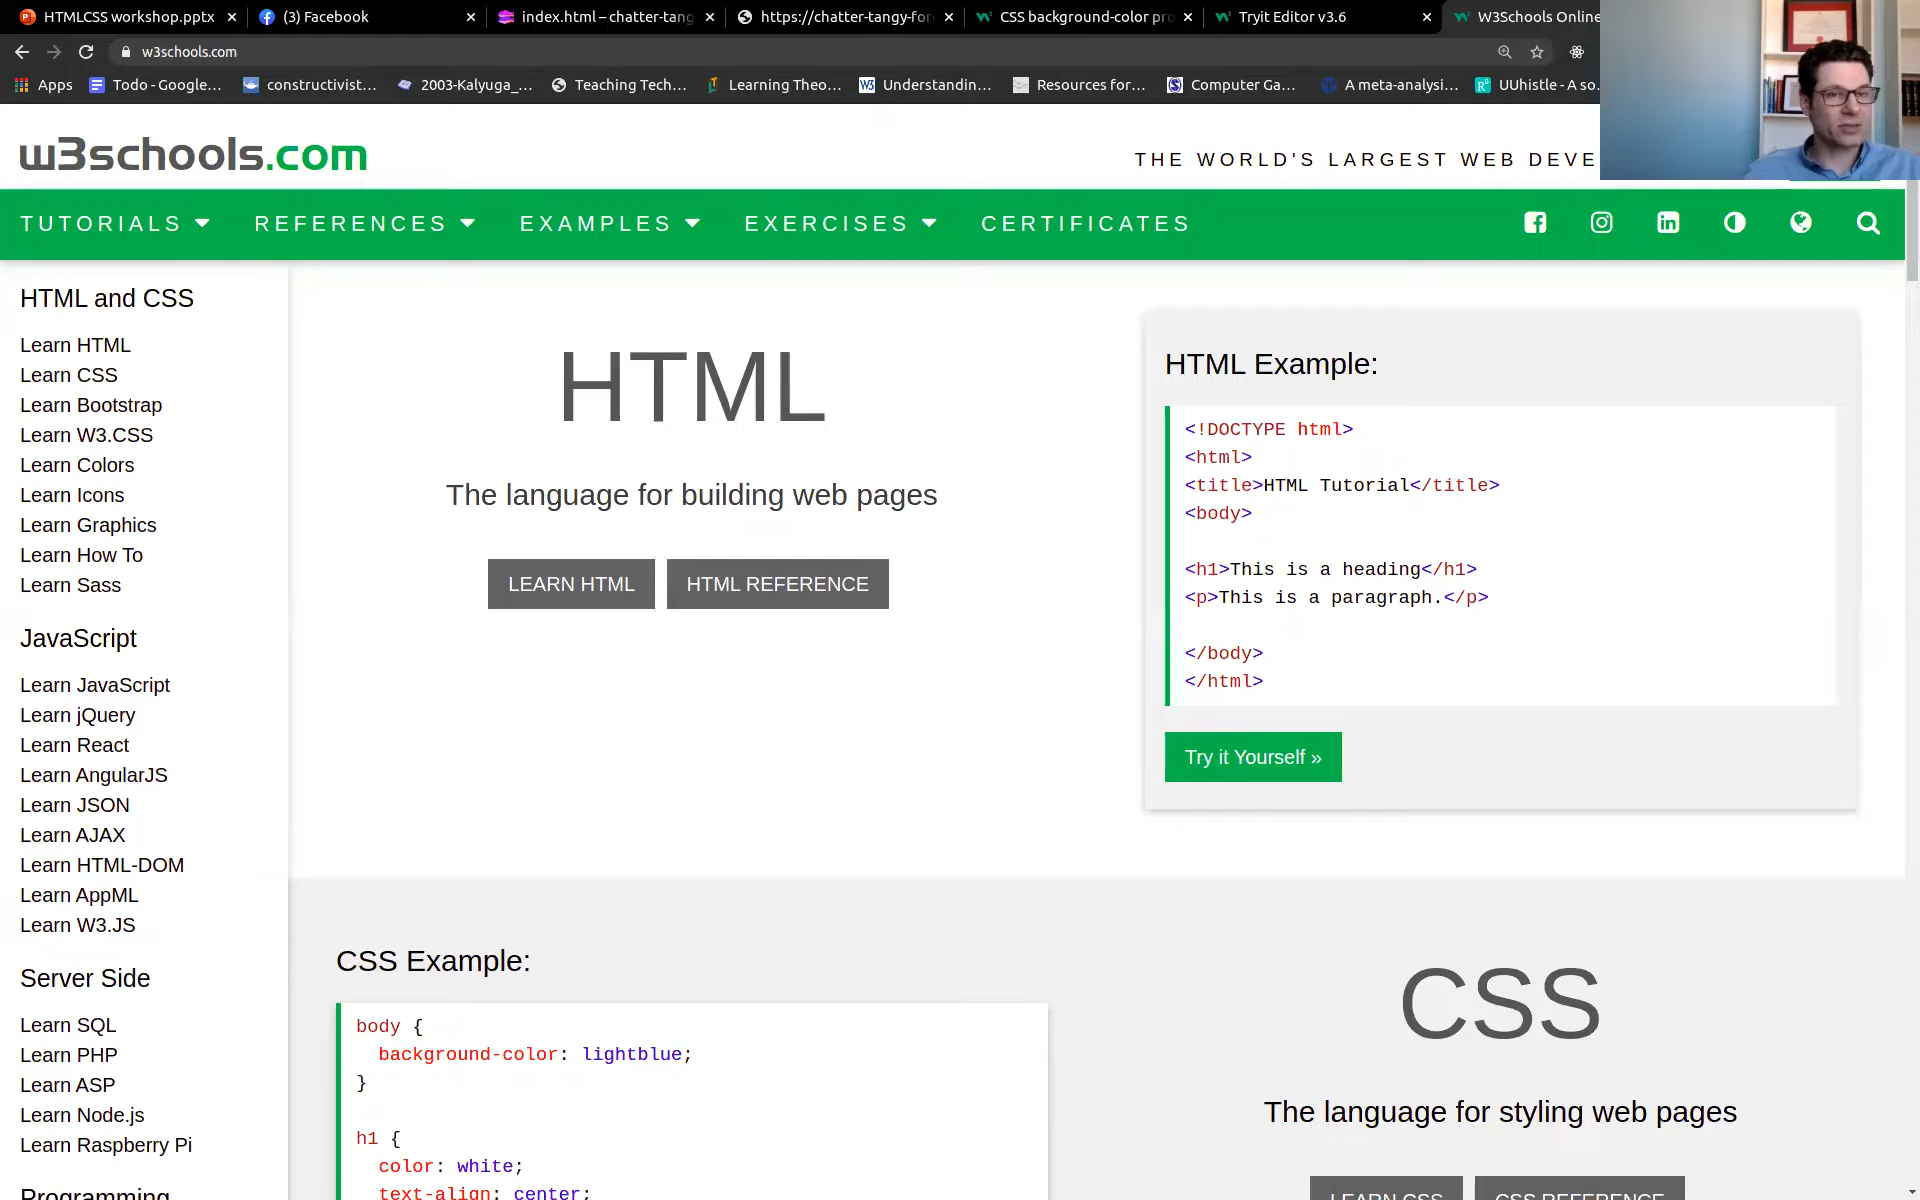 HTMLCSS workshop.pptx
(3) Facebook
index.html – chatter-tang
https://chatter-tangy-for
CSS background-color pro
Tryit Editor v3.6
W3Schools Online
w3schools.com
Apps
Todo - Google...
constructivist...
2003-Kalyuga_...
Teaching Tech...
Learning Theo...
Understandin...
Resources for...
Computer Ga...
A meta-analysi...
UUhistle - A so
w3schools.com
THE WORLD'S LARGEST WEB DEVE
TUTORIALS
REFERENCES
EXAMPLES
EXERCISES
CERTIFICATES
HTML and CSS
Learn HTML
Learn CSS
Learn Bootstrap
Learn W3.CSS
Learn Colors
Learn Icons
Learn Graphics
Learn How To
Learn Sass
JavaScript
Learn JavaScript
Learn jQuery
Learn React
Learn AngularJS
Learn JSON
Learn AJAX
Learn HTML-DOM
Learn AppML
Learn W3.JS
Server Side
Learn SQL
Learn PHP
Learn ASP
Learn Node.js
Learn Raspberry Pi
Programming
HTML
The language for building web pages
LEARN HTML
HTML REFERENCE
HTML Example:
<!DOCTYPE html>
<html>
<title>HTML Tutorial</title>
<body>
<h1>This is a heading</h1>
<p>This is a paragraph.</p>
</body>
</html>
Try it Yourself »
CSS Example:
body {
background-color: lightblue;
}
h1 {
color: white;
text-align: center;
CSS
The language for styling web pages
LEARN CSS
CSS REFERENCE